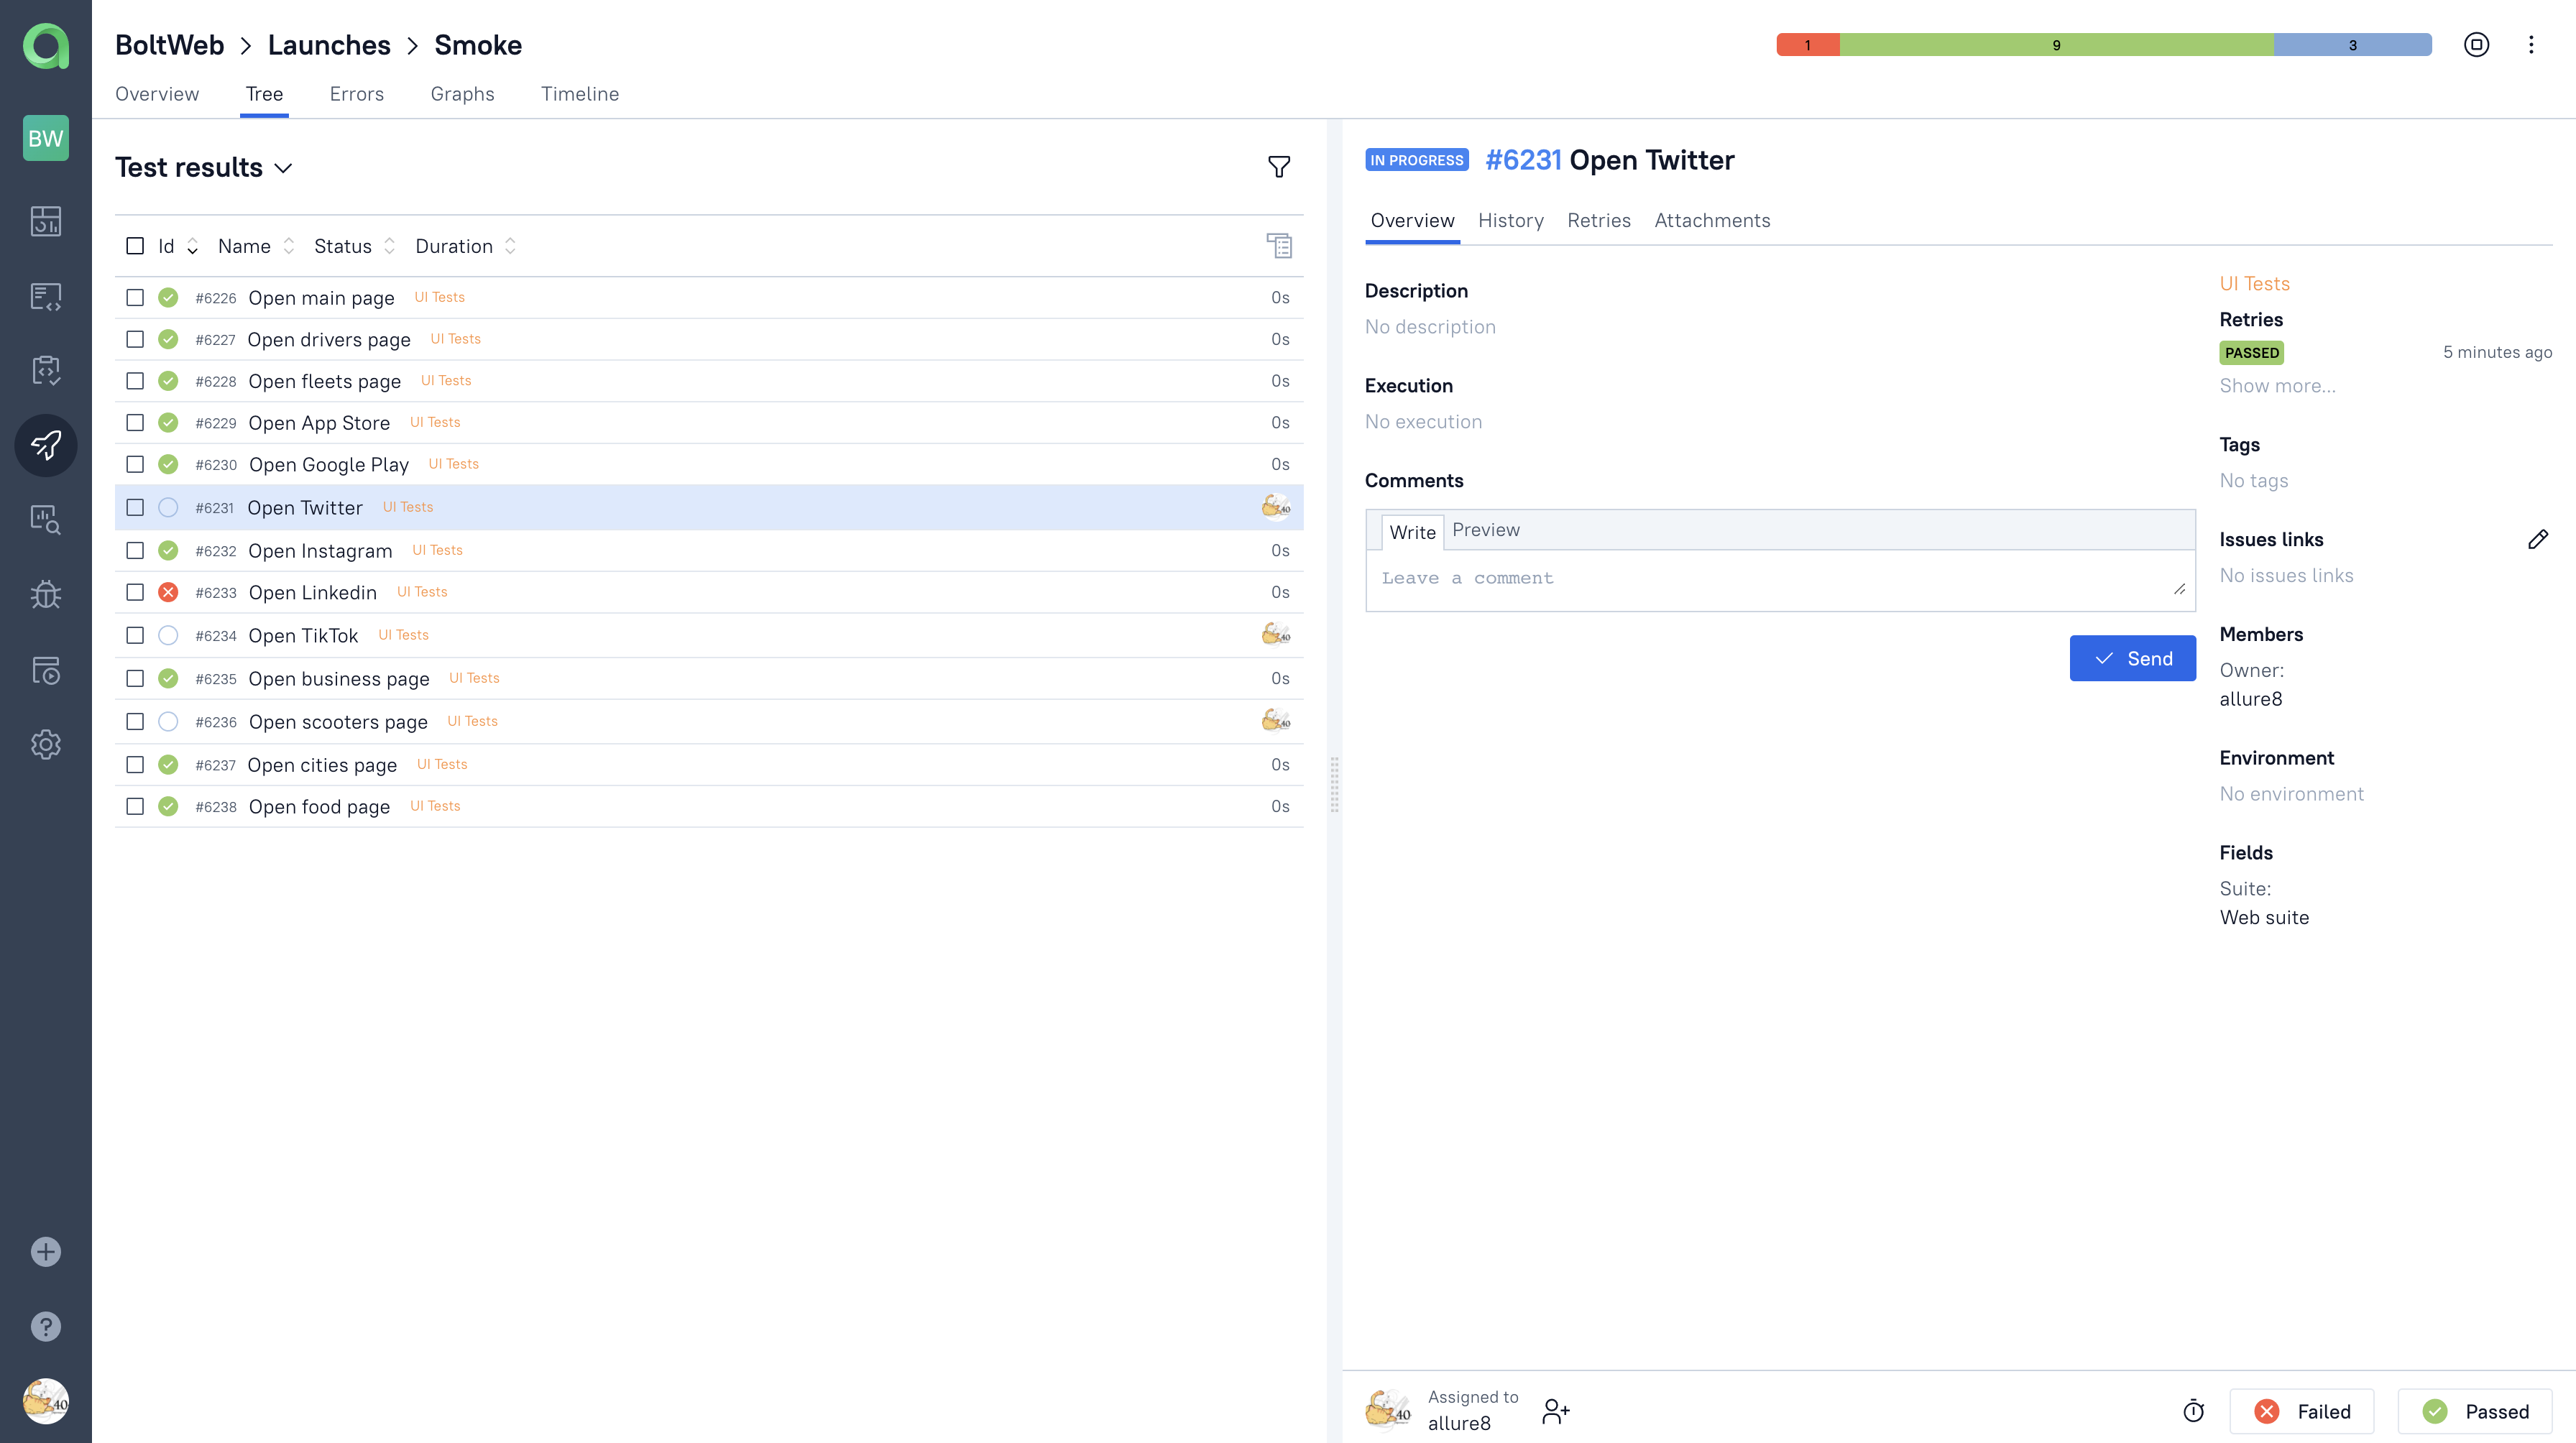 BoltWeb > Launches > Smoke
1 9 3
Overview Tree Errors Graphs Timeline
BW
Test results
Id Name Status Duration
#6226 Open main page UI Tests 0s
#6227 Open drivers page UI Tests 0s
#6228 Open fleets page UI Tests 0s
#6229 Open App Store UI Tests 0s
#6230 Open Google Play UI Tests 0s
#6231 Open Twitter UI Tests
#6232 Open Instagram UI Tests 0s
#6233 Open Linkedin UI Tests 0s
#6234 Open TikTok UI Tests
#6235 Open business page UI Tests 0s
#6236 Open scooters page UI Tests
#6237 Open cities page UI Tests 0s
#6238 Open food page UI Tests 0s
IN PROGRESS #6231 Open Twitter
Overview History Retries Attachments
Description
No description
Execution
No execution
Comments
Write Preview
Leave a comment
Send
UI Tests
Retries
PASSED 5 minutes ago
Show more...
Tags
No tags
Issues links
No issues links
Members
Owner:
allure8
Environment
No environment
Fields
Suite:
Web suite
Assigned to
allure8
Failed Passed